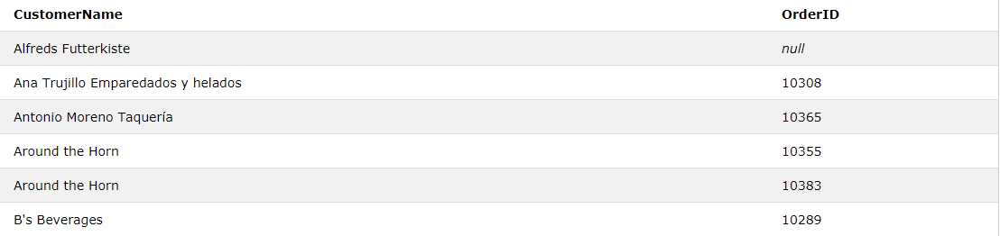 CustomerName OrderID
Alfreds Futterkiste null
Ana Trujillo Emparedados y helados 10308
Antonio Moreno Taquería 10365
Around the Horn 10355
Around the Horn 10383
B's Beverages 10289